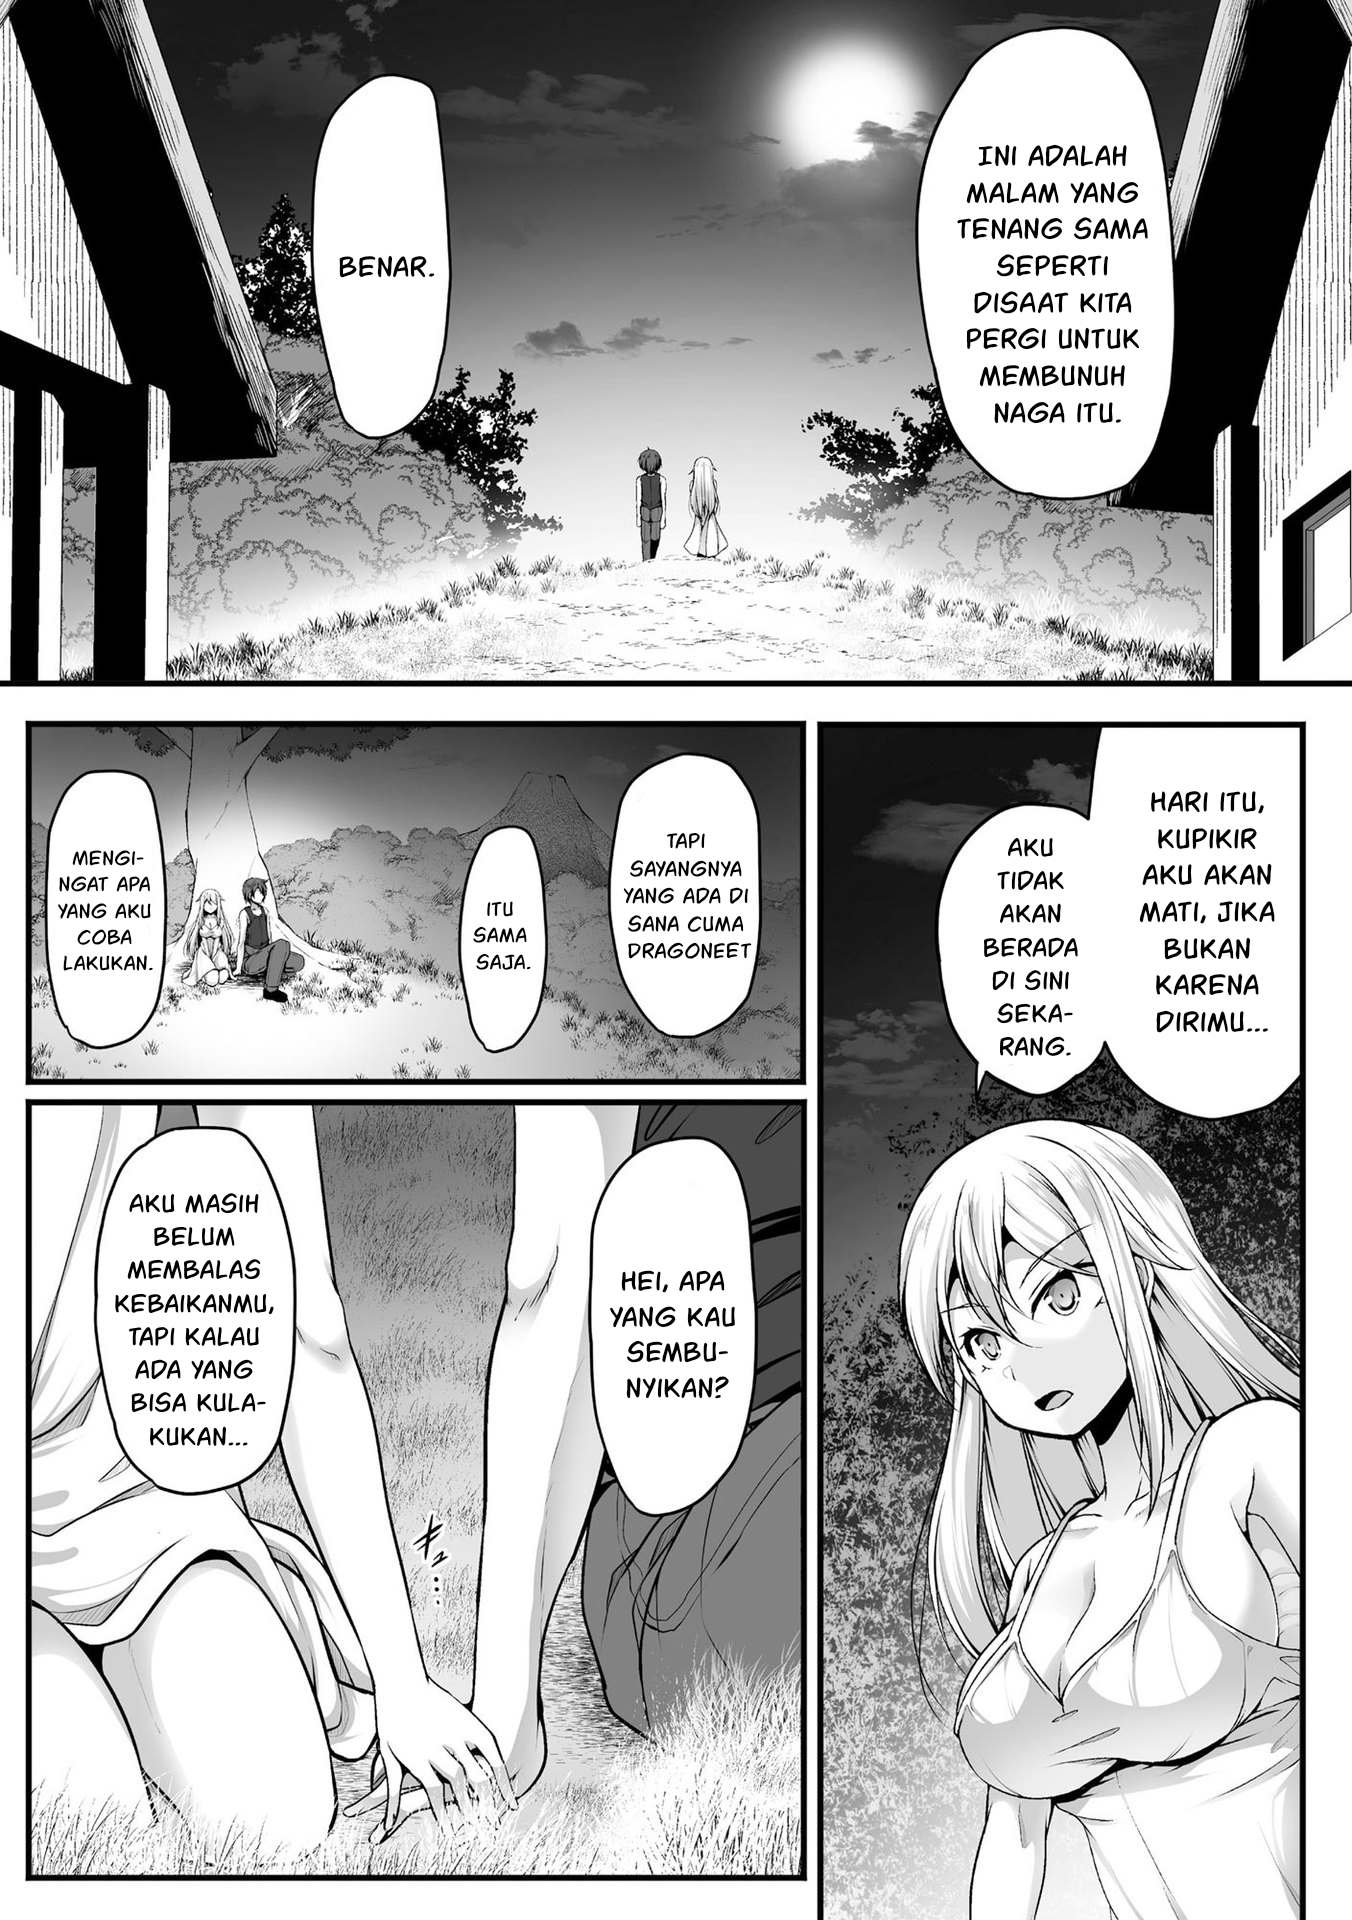 INI ADALAH
MALAM YANG
TENANG SAMA
SEPERTI
DISAAT KITA
PERGI UNTUK
MEMBUNUH
NAGA ITU.
BENAR.
HARI ITU,
KUPIKIR
AKU AKAN
MATI, JIKA
BUKAN
KARENA
DIRIMU...
AKU
TIDAK
AKAN
BERADA
DI SINI
SEKA-
RANG.
TAPI
SAYANGNYA
YANG ADA DI
SANA CUMA
DRAGONEET
ITU
SAMA
SAJA.
MENGI-
NGAT APA
YANG AKU
COBA
LAKUKAN.
HEI, APA
YANG KAU
SEMBU-
NYIKAN?
AKU MASIH
BELUM
MEMBALAS
KEBAIKANMU,
TAPI KALAU
ADA YANG
BISA KULA-
KUKAN...
キュ…